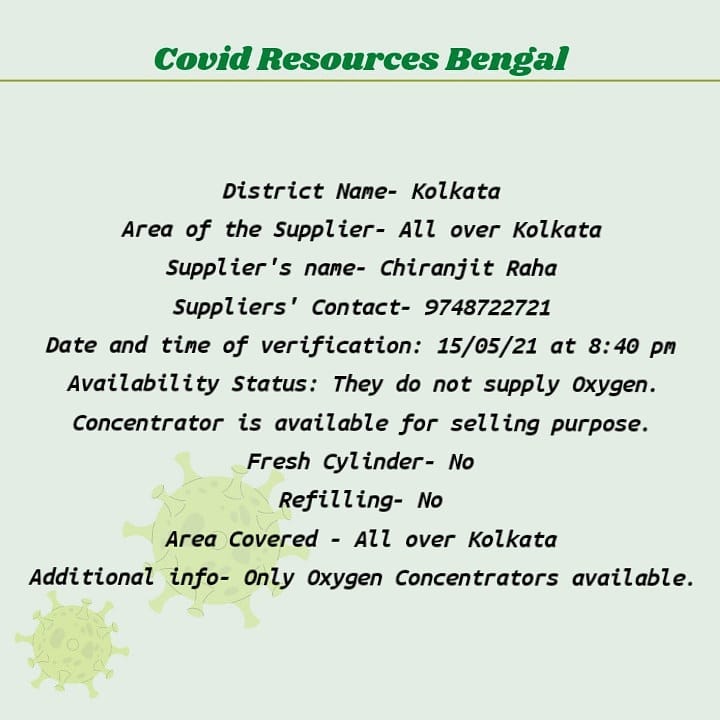 Covid Resources Bengal
District Name- Kolkata
Area of the Supplier- All over Kolkata
Supplier's name- Chiranjit Raha
Suppliers' Contact- 9748722721
Date and time of verification: 15/05/21 at 8:40 pm
Availability Status: They do not supply Oxygen.
Concentrator is available for selling purpose.
Fresh Cylinder- No
Refilling- No
Area Covered - All over Kolkata
Additional info- Only Oxygen Concentrators available.